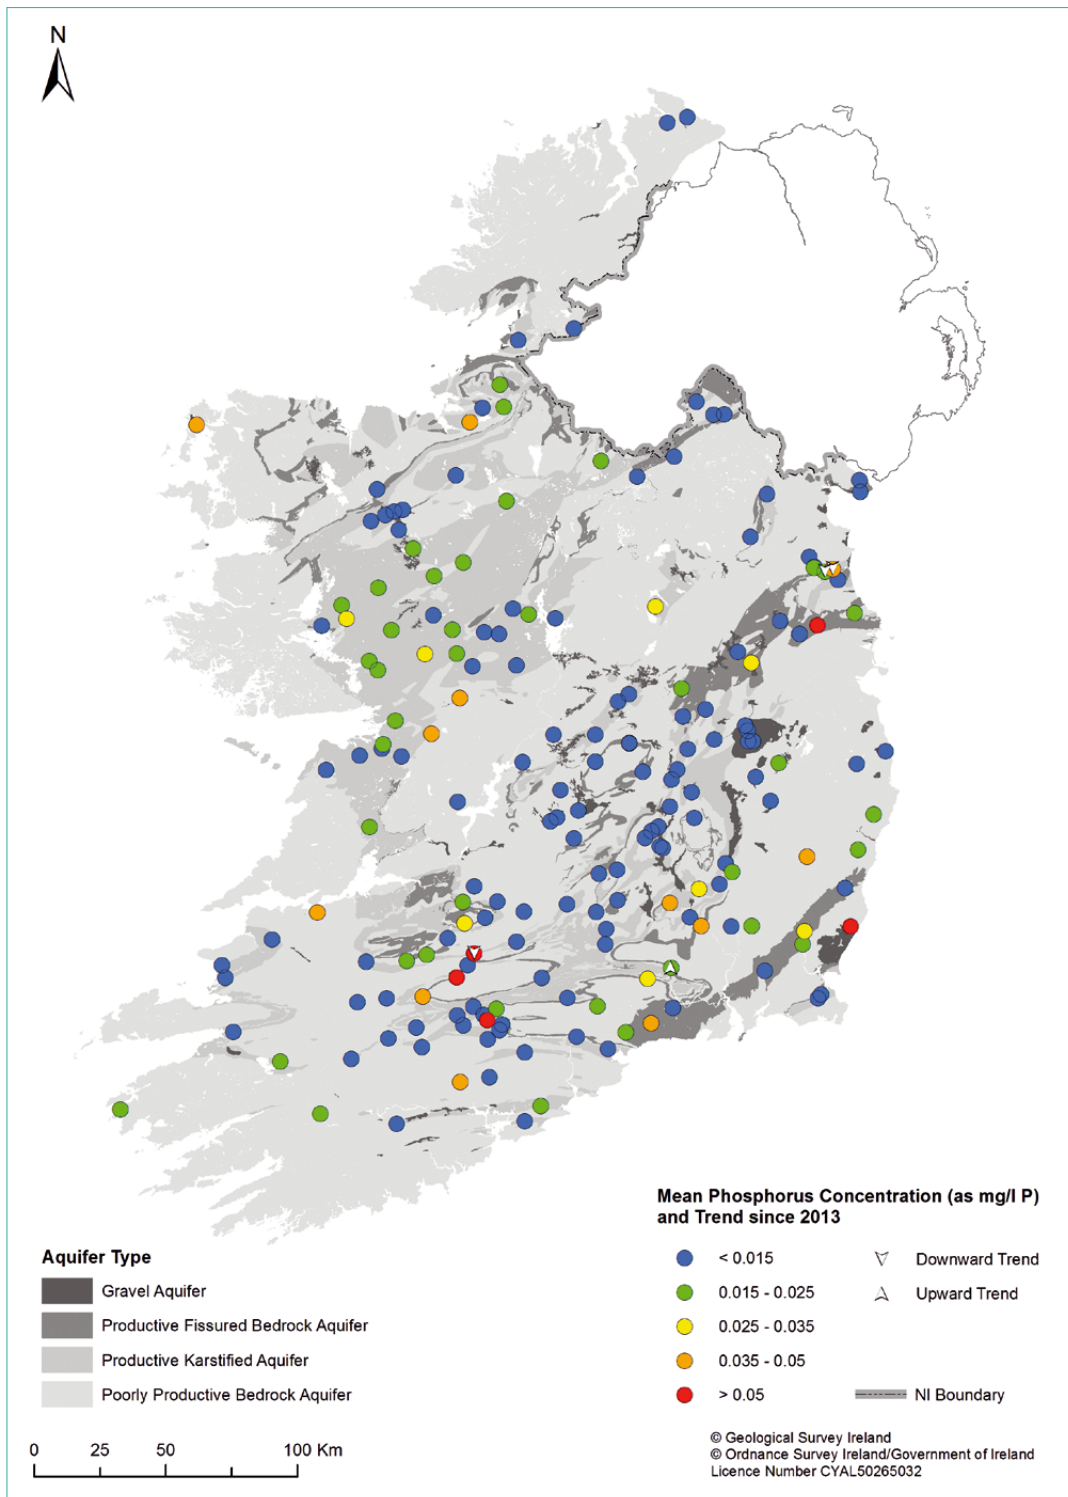 N
Mean Phosphorus Concentration (as mg/l P)
and Trend since 2013
< 0.015
Downward Trend
0.015 - 0.025
Upward Trend
0.025 - 0.035
0.035 - 0.05
> 0.05
NI Boundary
Aquifer Type
Gravel Aquifer
Productive Fissured Bedrock Aquifer
Productive Karstified Aquifer
Poorly Productive Bedrock Aquifer
0 25 50 100 Km
© Geological Survey Ireland
© Ordnance Survey Ireland/Government of Ireland
Licence Number CYAL50265032